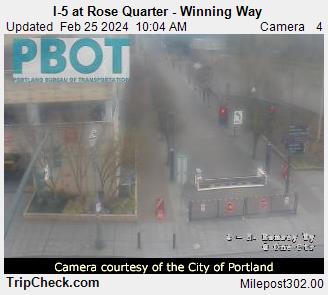 I-5 at Rose Quarter - Winning Way
Updated Feb 25 2024 10:04 AM Camera 4
PBOT
PORTLAND BUREAU OF TRANSPORTATION
Camera courtesy of the City of Portland
TripCheck.com Milepost302.00